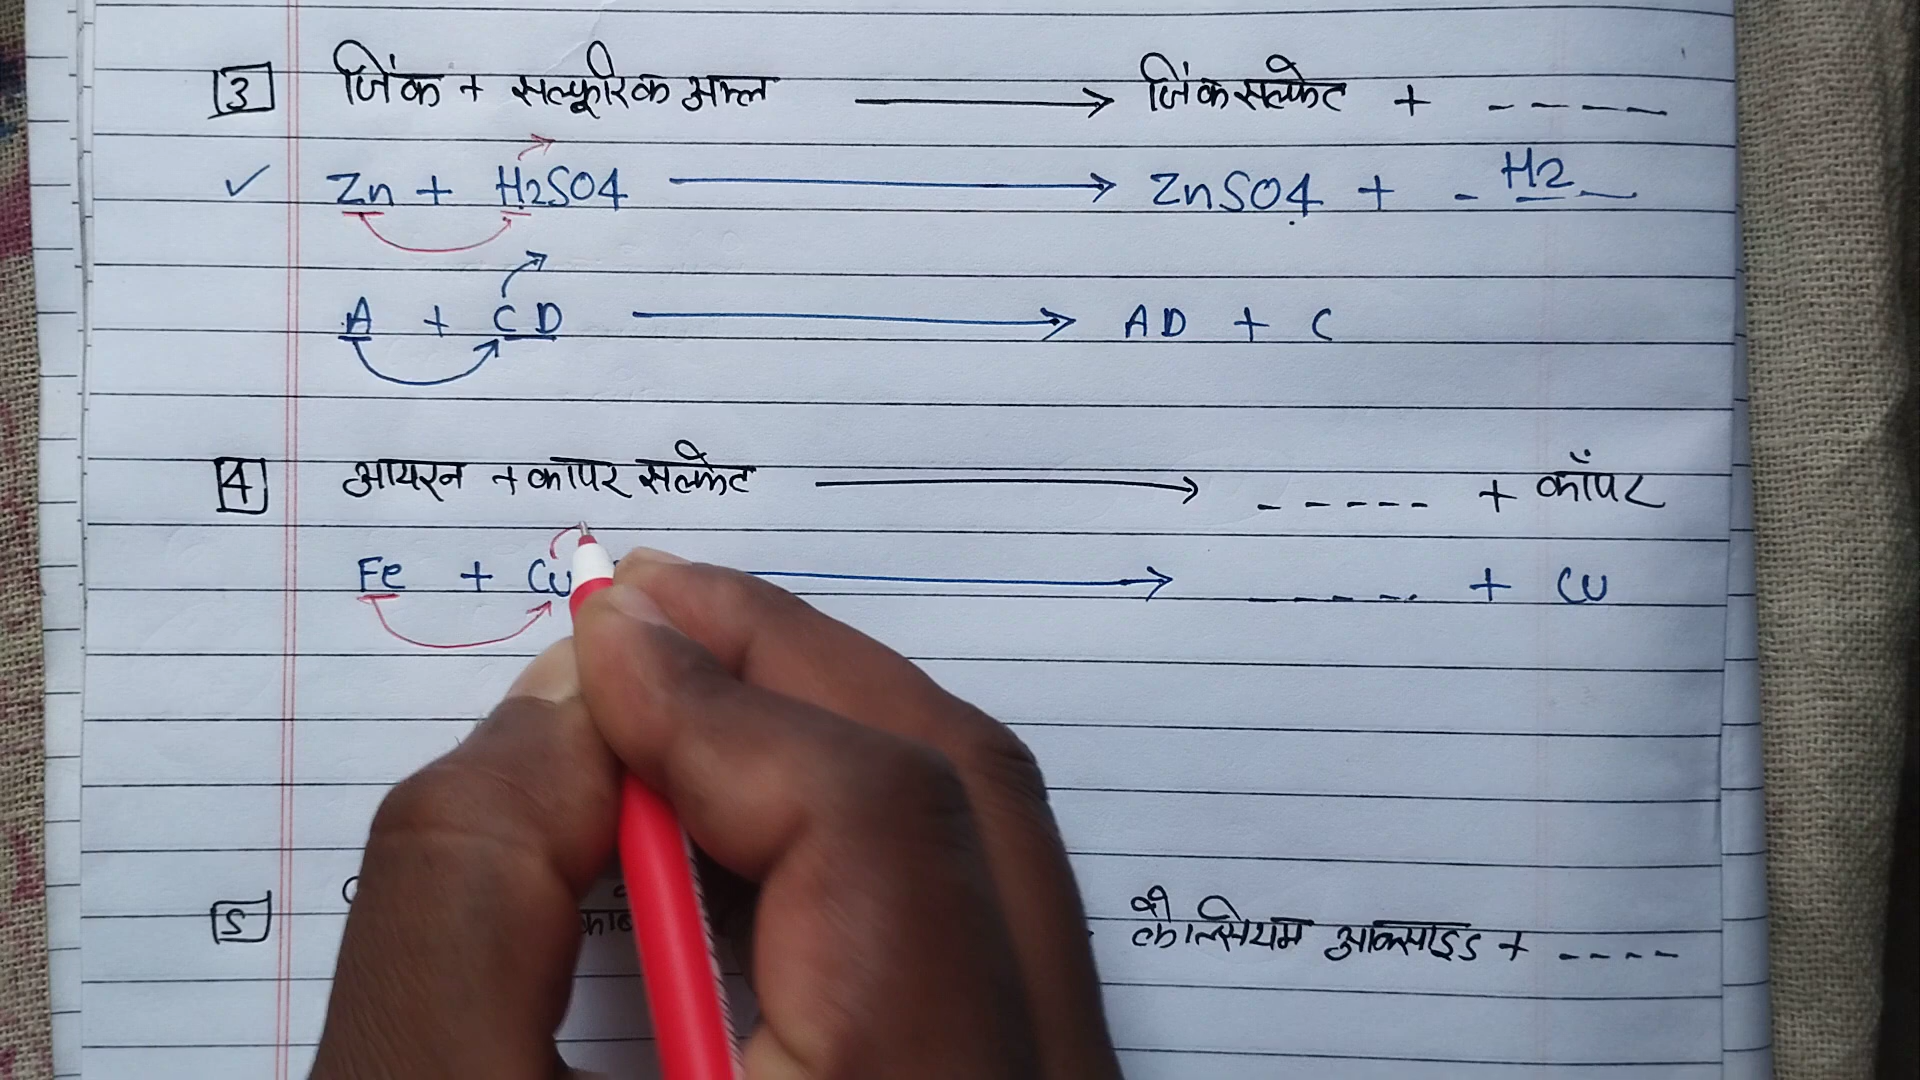 3 जिंक + सल्फूरिक अम्ल ⟶ जिंक सल्फेट + - - - -
✓ Zn + H2SO4 ⟶ ZnSO4 + - H2 - -
A + CD ⟶ AD + C
4 आयरन + कापर सल्फेट ⟶ - - - - - + कॉपर
Fe + Cu ⟶ - - - - - + Cu
5 कैल्सियम ऑक्साइड + - - - -